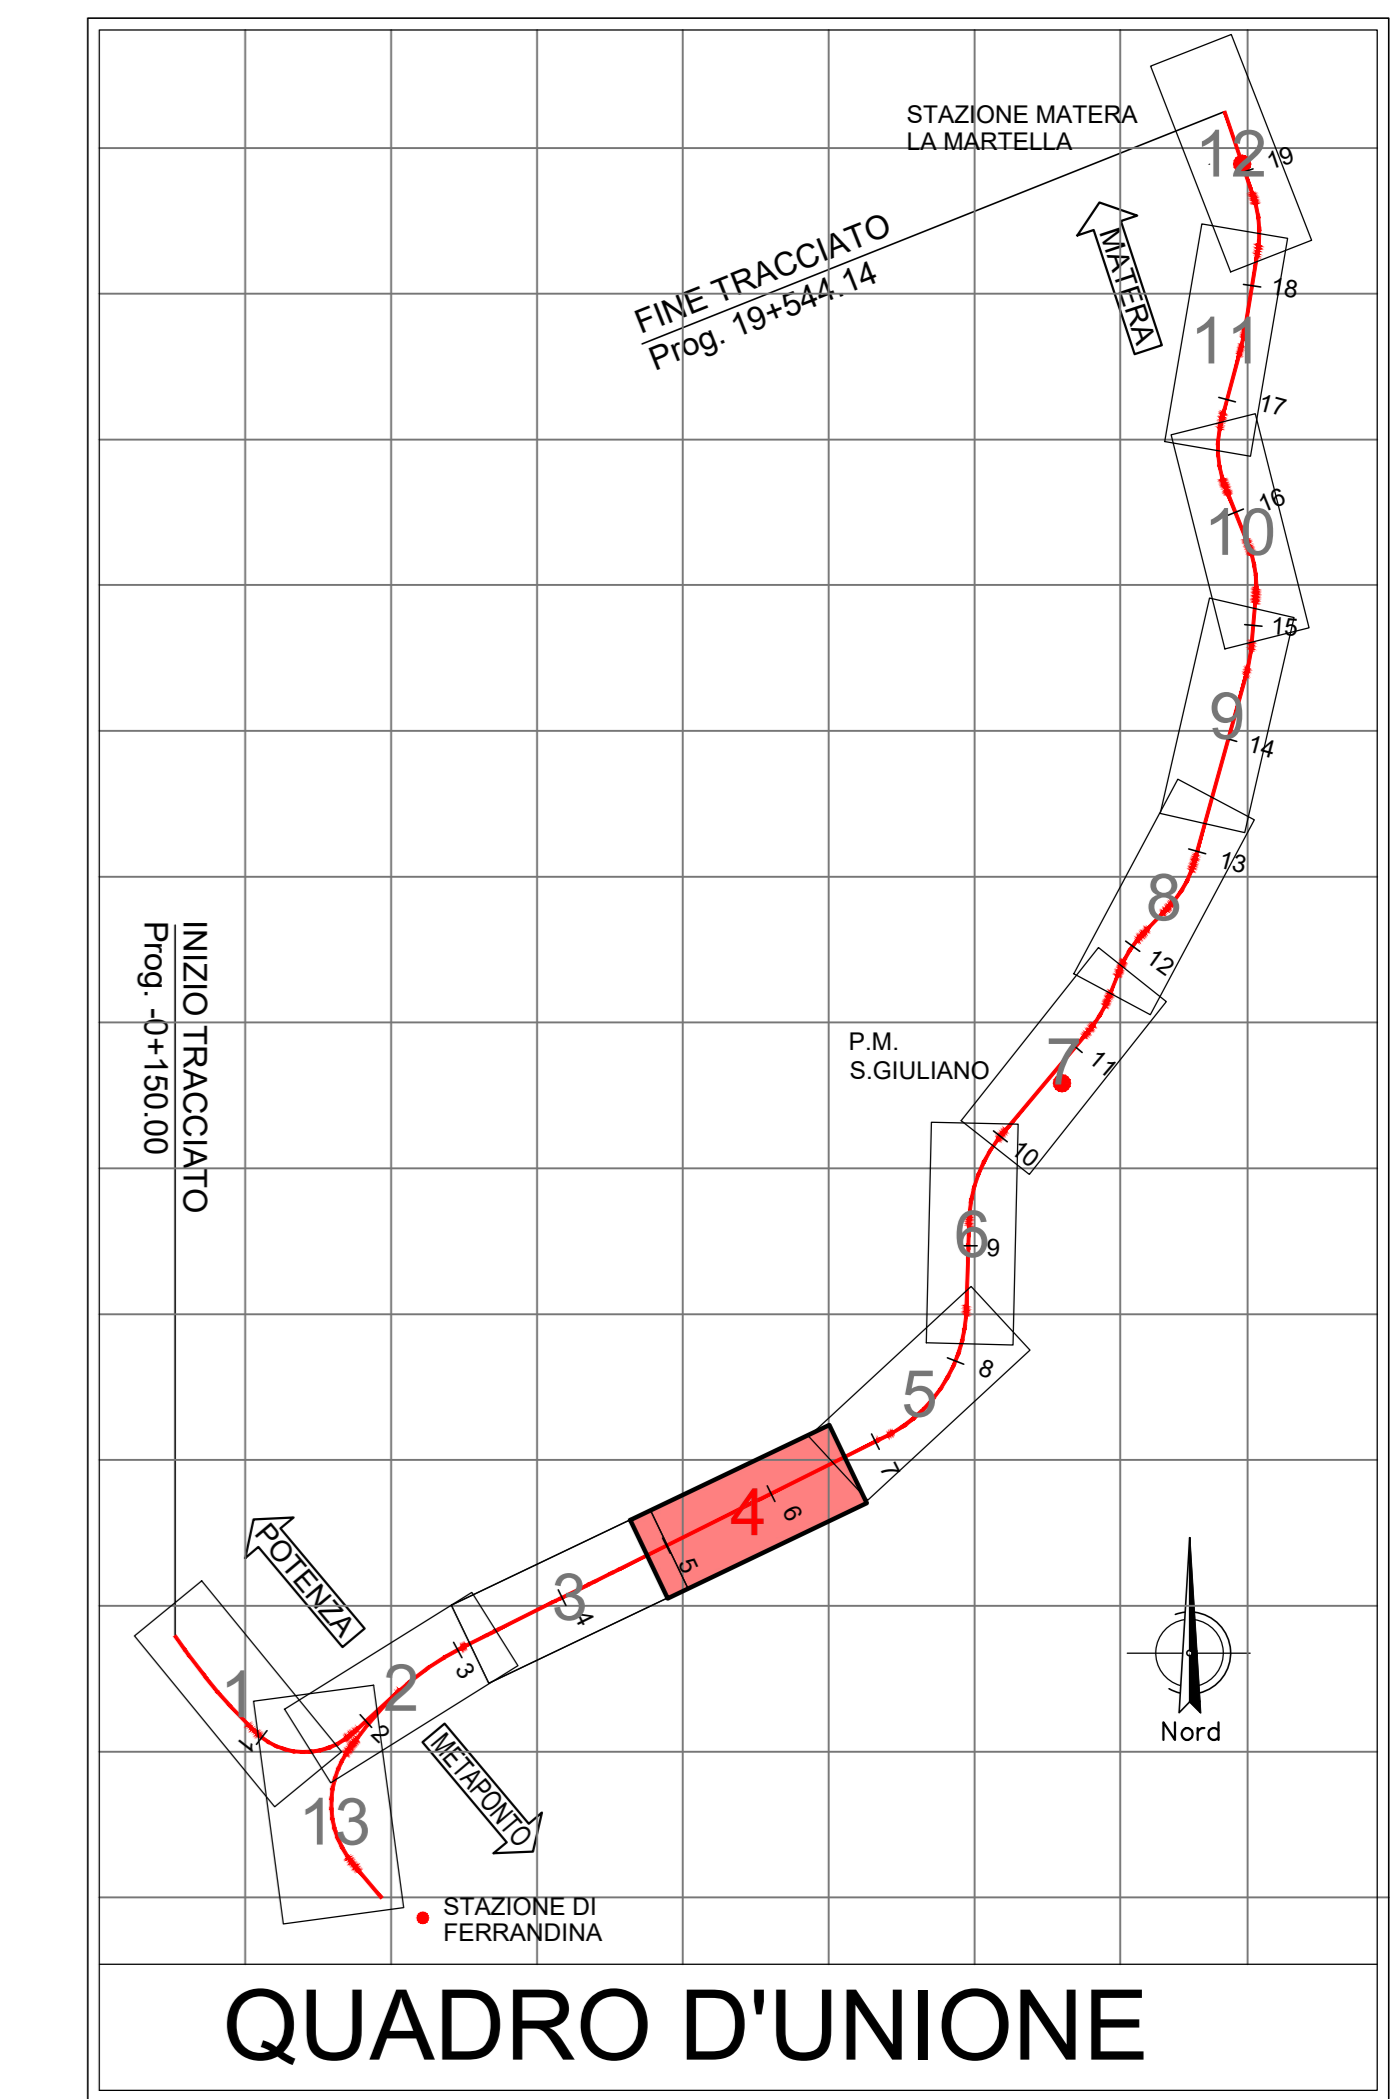 STAZIONE MATERA
LA MARTELLA
12
19
FINE TRACCIATO
Prog. 19+544.14
MATERA
18
11
17
16
10
15
9
14
13
8
12
INIZIO TRACCIATO
Prog. -0+150.00
P.M.
S.GIULIANO
7
11
10
6
9
8
5
7
4
6
5
POTENZA
3
4
3
2
1
2
1
METAPONTO
13
Nord
STAZIONE DI
FERRANDINA
QUADRO D'UNIONE